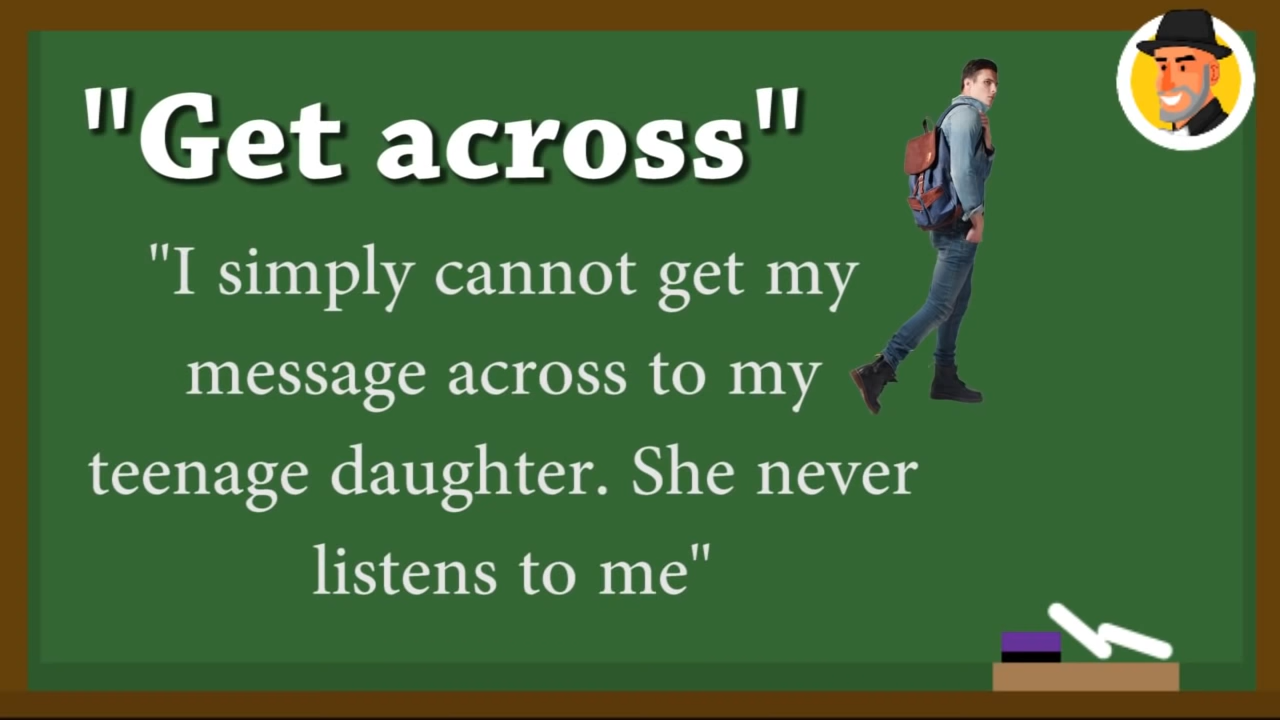 "Get across"
"I simply cannot get my
message across to my
teenage daughter. She never
listens to me"